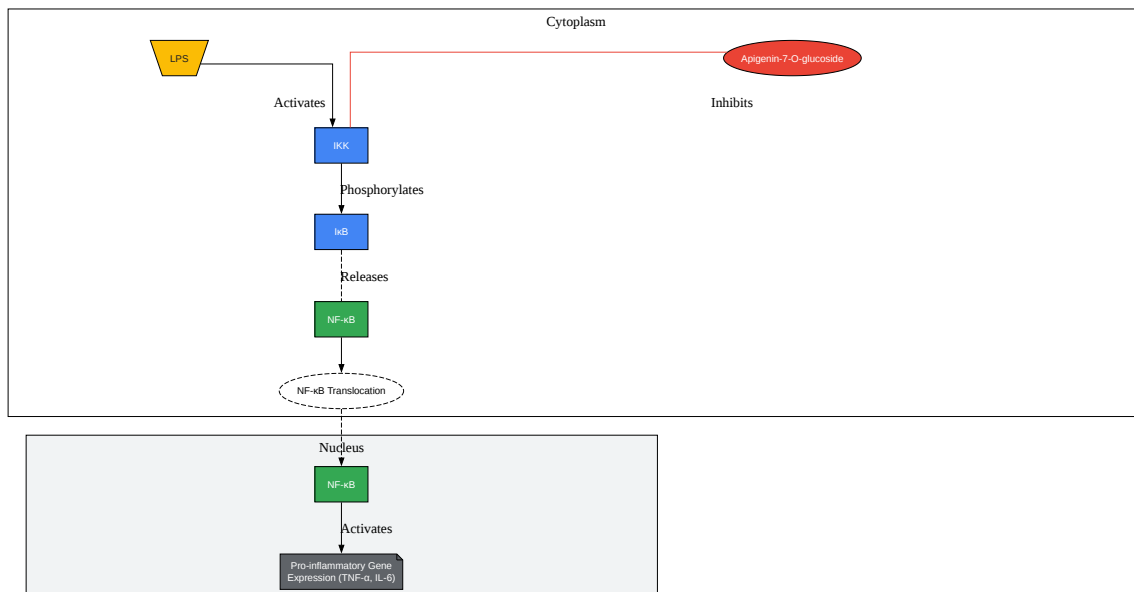 Cytoplasm
LPS
Apigenin-7-O-glucoside
Activates
Inhibits
IKK
Phosphorylates
IκB
Releases
NF-κB
NF-κB Translocation
Nucleus
NF-κB
Activates
Pro-inflammatory Gene
Expression (TNF-α, IL-6)